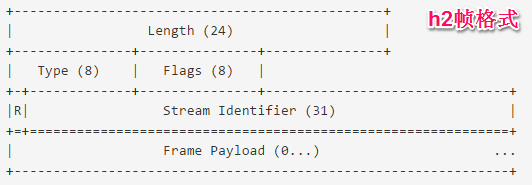 +-----------------------------------------------+
|                 Length (24)                   |
+---------------+---------------+---------------+
|   Type (8)    |   Flags (8)   |
+-+-------------+---------------+-------------------------------+
|R|                 Stream Identifier (31)                      |
+=+=============================================================+
|                   Frame Payload (0...)                      ...
+---------------------------------------------------------------+
h2帧格式